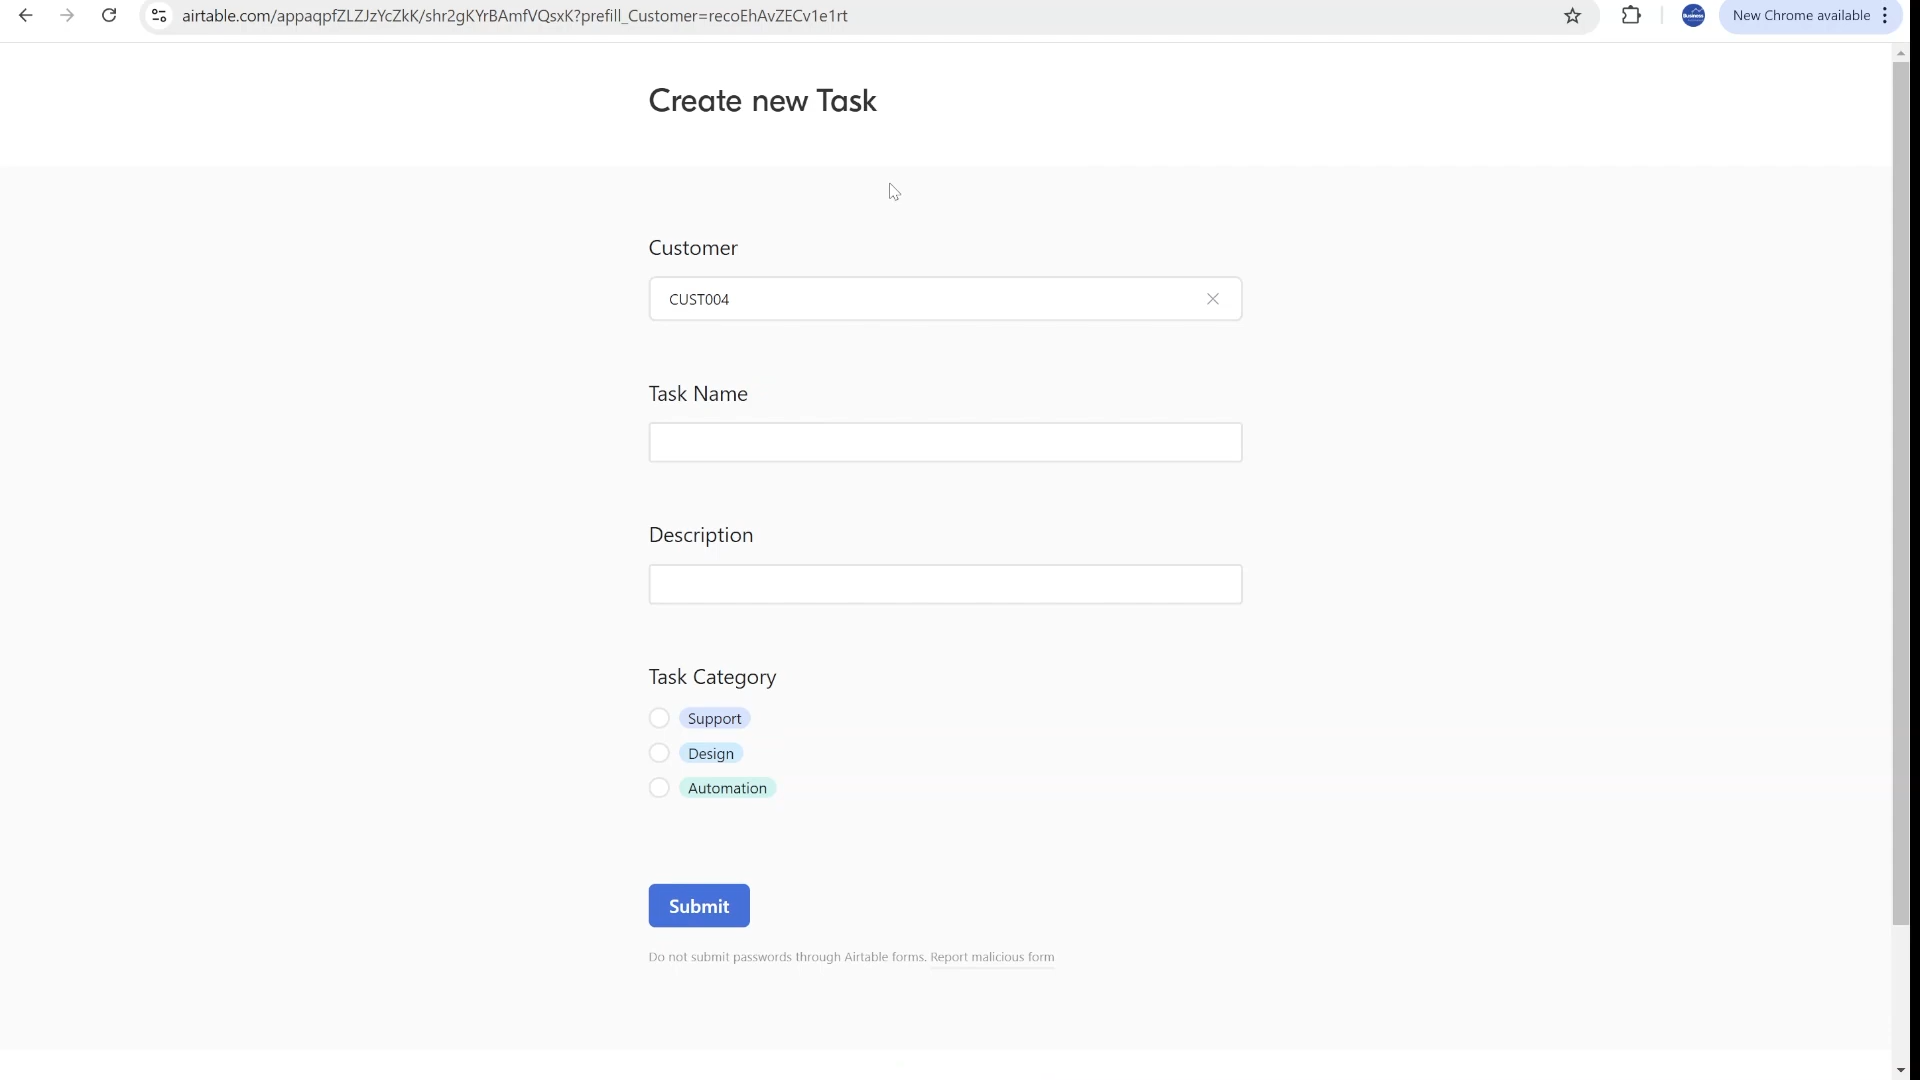 airtable.com/appaqpfZLZJzYcZkK/shr2gKYrBAmfVQsxK?prefill_Customer=recoEhAvZECv1e1rt
New Chrome available
Create new Task
Customer
CUST004
Task Name
Description
Task Category
Support
Design
Automation
Submit
Do not submit passwords through Airtable forms. Report malicious form